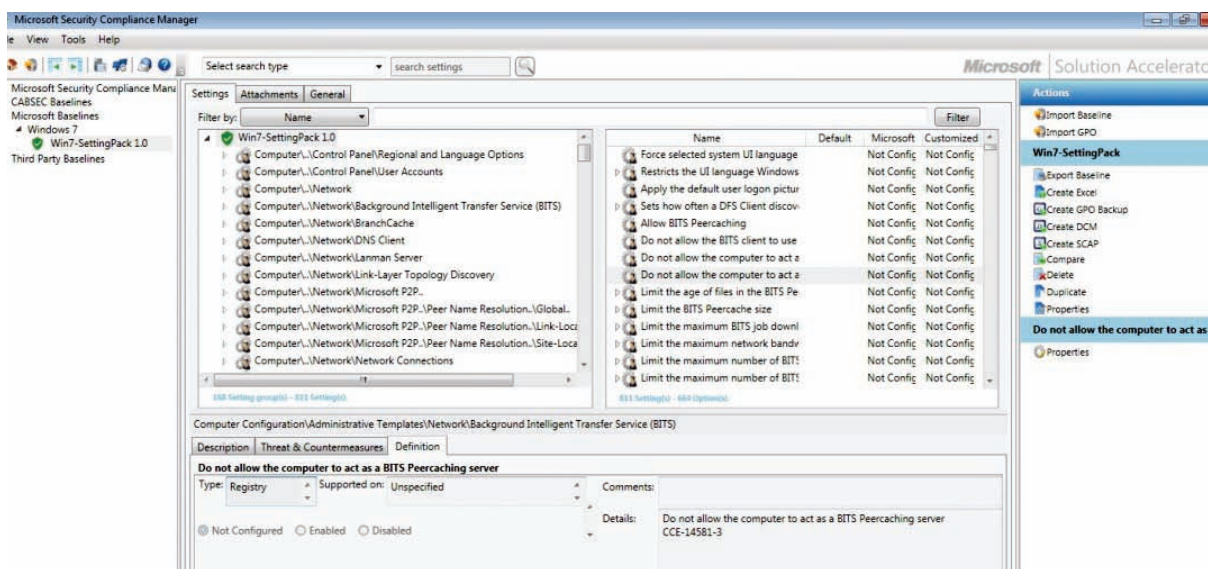 Microsoft Security Compliance Manager
le View Tools Help
Select search type search settings
Microsoft Solution Accelerato
Microsoft Security Compliance Mana
CABSEC Baselines
Microsoft Baselines
Windows 7
Win7-SettingPack 1.0
Third Party Baselines
Settings Attachments General
Filter by: Name Filter
Win7-SettingPack 1.0
Computer\..\Control Panel\Regional and Language Options
Computer\..\Control Panel\User Accounts
Computer\..\Network
Computer\..\Network\Background Intelligent Transfer Service (BITS)
Computer\..\Network\BranchCache
Computer\..\Network\DNS Client
Computer\..\Network\Lanman Server
Computer\..\Network\Link-Layer Topology Discovery
Computer\..\Network\Microsoft P2P..
Computer\..\Network\Microsoft P2P..\Peer Name Resolution..\Global..
Computer\..\Network\Microsoft P2P..\Peer Name Resolution..\Link-Loca
Computer\..\Network\Microsoft P2P..\Peer Name Resolution..\Site-Loca
Computer\..\Network\Network Connections
168 Setting group(s) - 811 Setting(s)
Name Default Microsoft Customized
Force selected system UI language Not Config Not Config
Restricts the UI language Windows Not Config Not Config
Apply the default user logon pictur Not Config Not Config
Sets how often a DFS Client discov Not Config Not Config
Allow BITS Peercaching Not Config Not Config
Do not allow the BITS client to use Not Config Not Config
Do not allow the computer to act a Not Config Not Config
Do not allow the computer to act a Not Config Not Config
Limit the age of files in the BITS Pe Not Config Not Config
Limit the BITS Peercache size Not Config Not Config
Limit the maximum BITS job downl Not Config Not Config
Limit the maximum network bandw Not Config Not Config
Limit the maximum number of BITS Not Config Not Config
Limit the maximum number of BITS Not Config Not Config
811 Setting(s) - 660 Option(s)
Computer Configuration\Administrative Templates\Network\Background Intelligent Transfer Service (BITS)
Description Threat & Countermeasures Definition
Do not allow the computer to act as a BITS Peercaching server
Type: Registry Supported on: Unspecified
Not Configured Enabled Disabled
Comments:
Details: Do not allow the computer to act as a BITS Peercaching server
CCE-14581-3
Actions
Import Baseline
Import GPO
Win7-SettingPack
Export Baseline
Create Excel
Create GPO Backup
Create DCM
Create SCAP
Compare
Delete
Duplicate
Properties
Do not allow the computer to act as
Properties